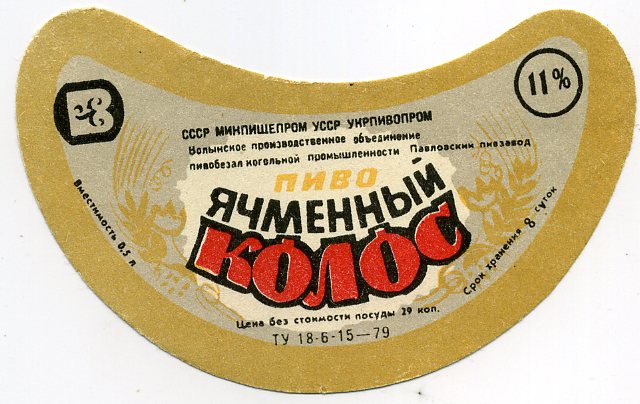 11%
СССР МИНПИЩЕПРОМ УССР УКРПИВОПРОМ
Волынское производственное объединение
пивобезалкогольной промышленности Павловский пивзавод
ПИВО
ЯЧМЕННЫЙ
КОЛОС
Вместимость 0,5 л
Срок хранения 8 суток
Цена без стоимости посуды 29 коп.
ТУ 18-6-15—79